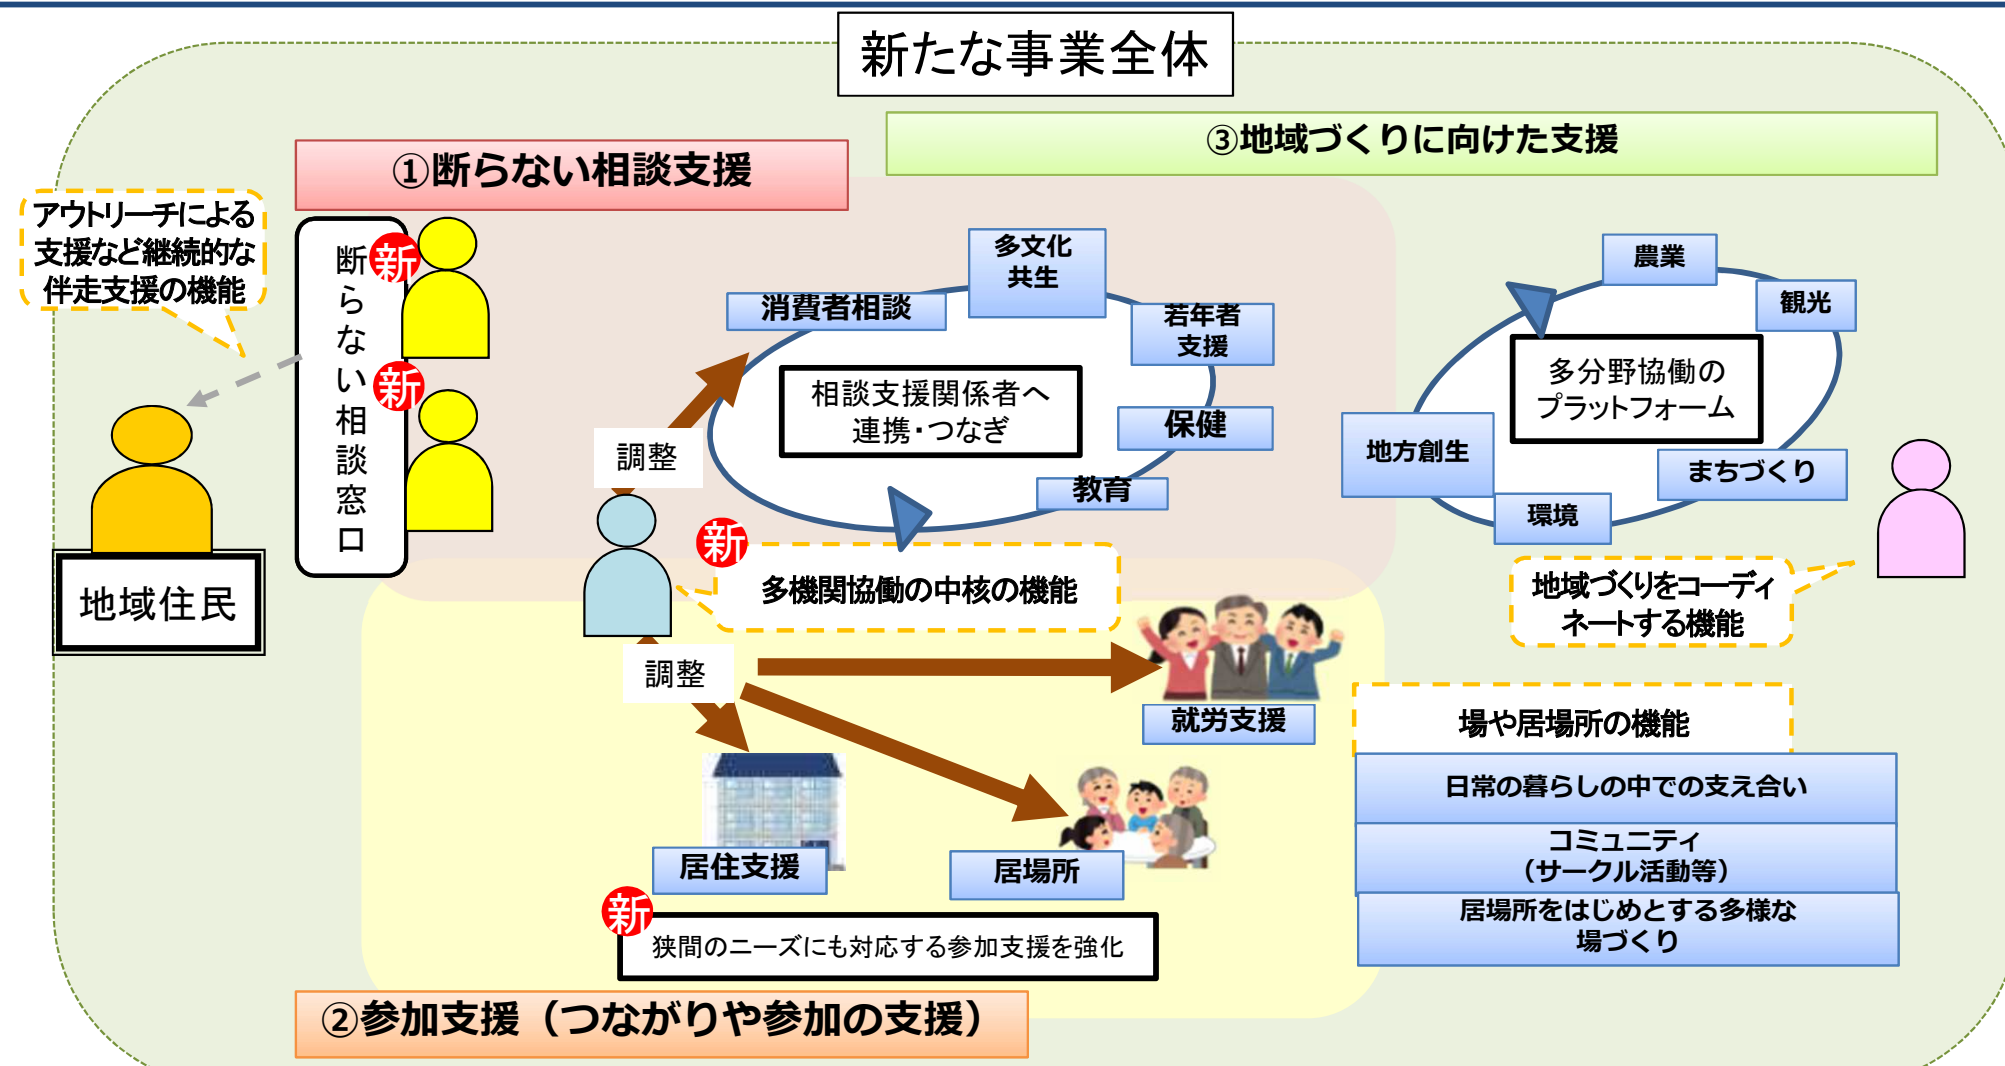 新たな事業全体
①断らない相談支援
③地域づくりに向けた支援
アウトリーチによる
支援など継続的な
伴走支援の機能
断らない相談窓口
新
新
地域住民
消費者相談
多文化
共生
若年者
支援
保健
教育
相談支援関係者へ
連携・つなぎ
調整
新
多機関協働の中核の機能
調整
就労支援
居住支援
居場所
新
狭間のニーズにも対応する参加支援を強化
②参加支援（つながりや参加の支援）
農業
観光
まちづくり
環境
地方創生
多分野協働の
プラットフォーム
地域づくりをコーディ
ネートする機能
場や居場所の機能
日常の暮らしの中での支え合い
コミュニティ
（サークル活動等）
居場所をはじめとする多様な
場づくり